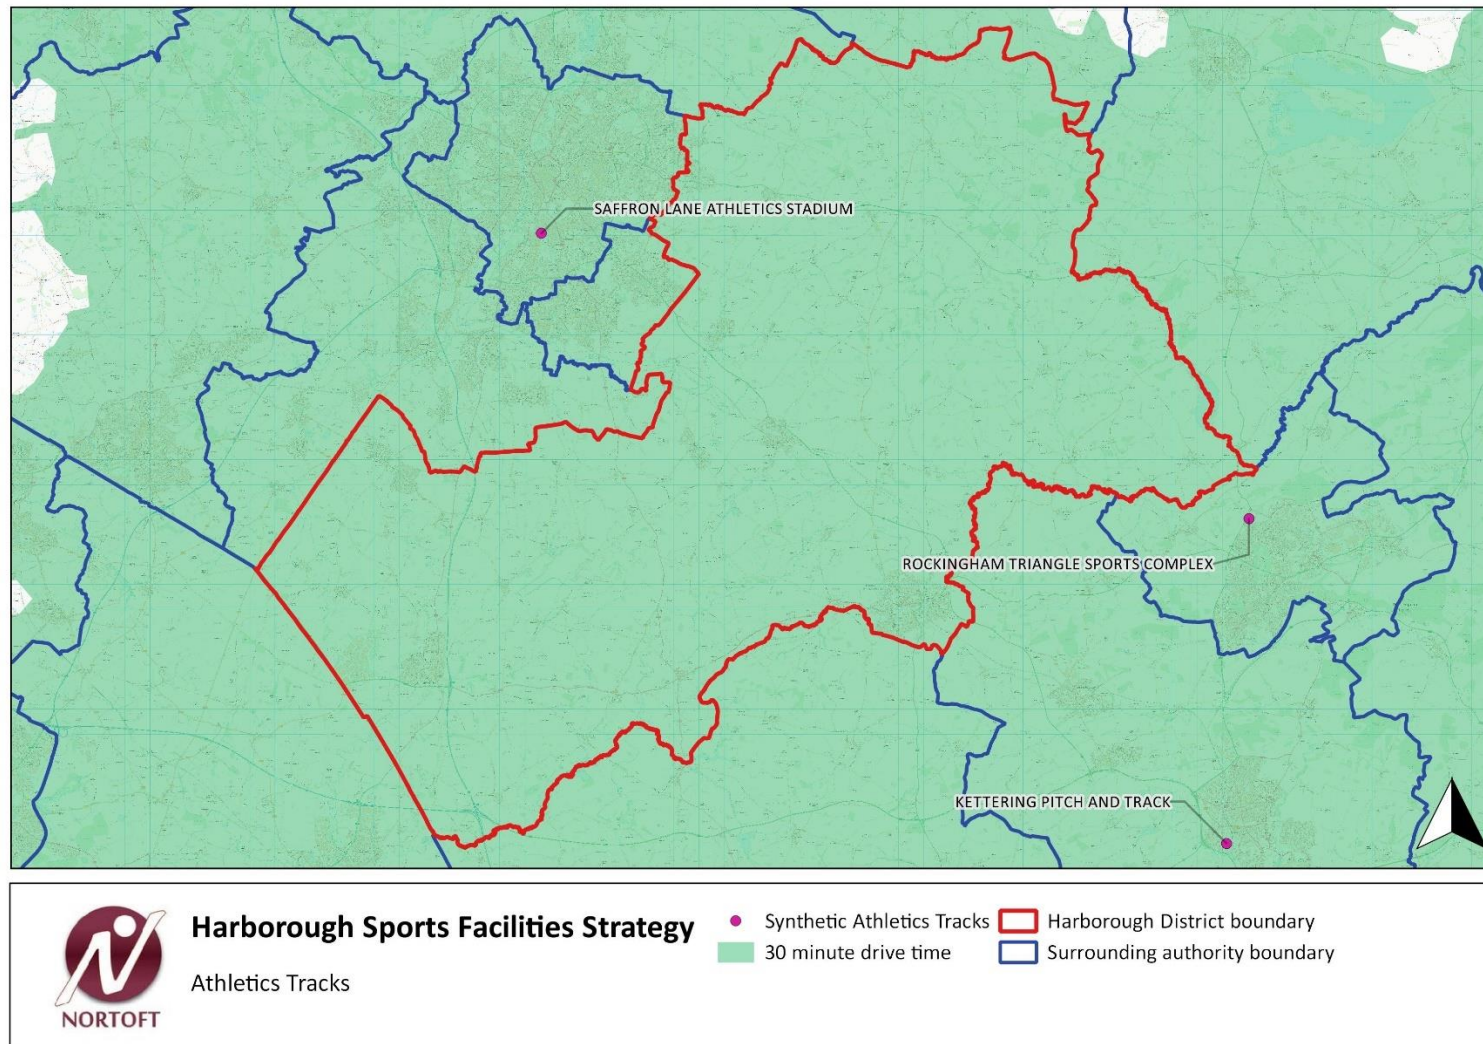 SAFFRON LANE ATHLETICS STADIUM
ROCKINGHAM TRIANGLE SPORTS COMPLEX
KETTERING PITCH AND TRACK
NORTOFT
Harborough Sports Facilities Strategy
Athletics Tracks
Synthetic Athletics Tracks
30 minute drive time
Harborough District boundary
Surrounding authority boundary